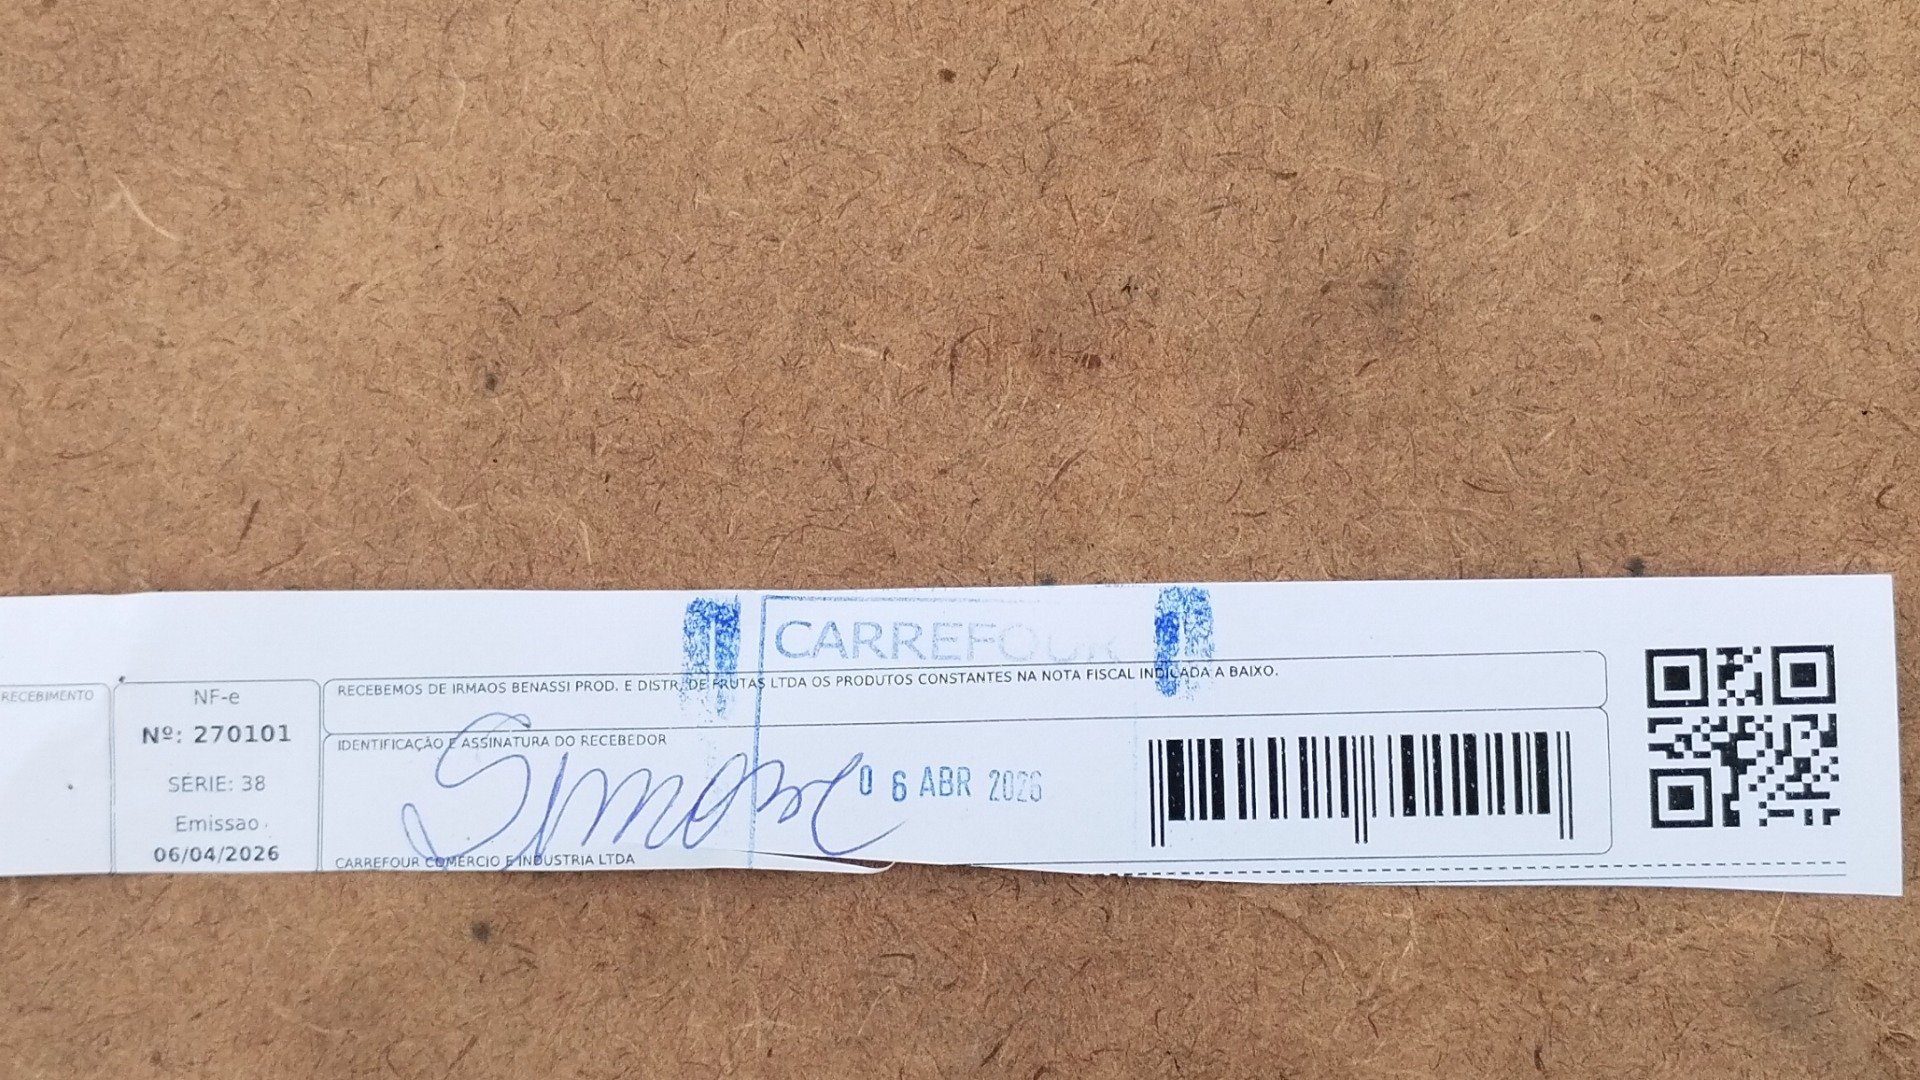 CARREFOUR
RECEBEMOS DE IRMAOS BENASSI PROD. E DISTR. DE FRUTAS LTDA OS PRODUTOS CONSTANTES NA NOTA FISCAL INDICADA A BAIXO.
RECEBIMENTO
NF-e
Nº: 270101
SÉRIE: 38
Emissao
06/04/2026
IDENTIFICAÇÃO E ASSINATURA DO RECEBEDOR
06 ABR 2026
CARREFOUR COMERCIO E INDUSTRIA LTDA